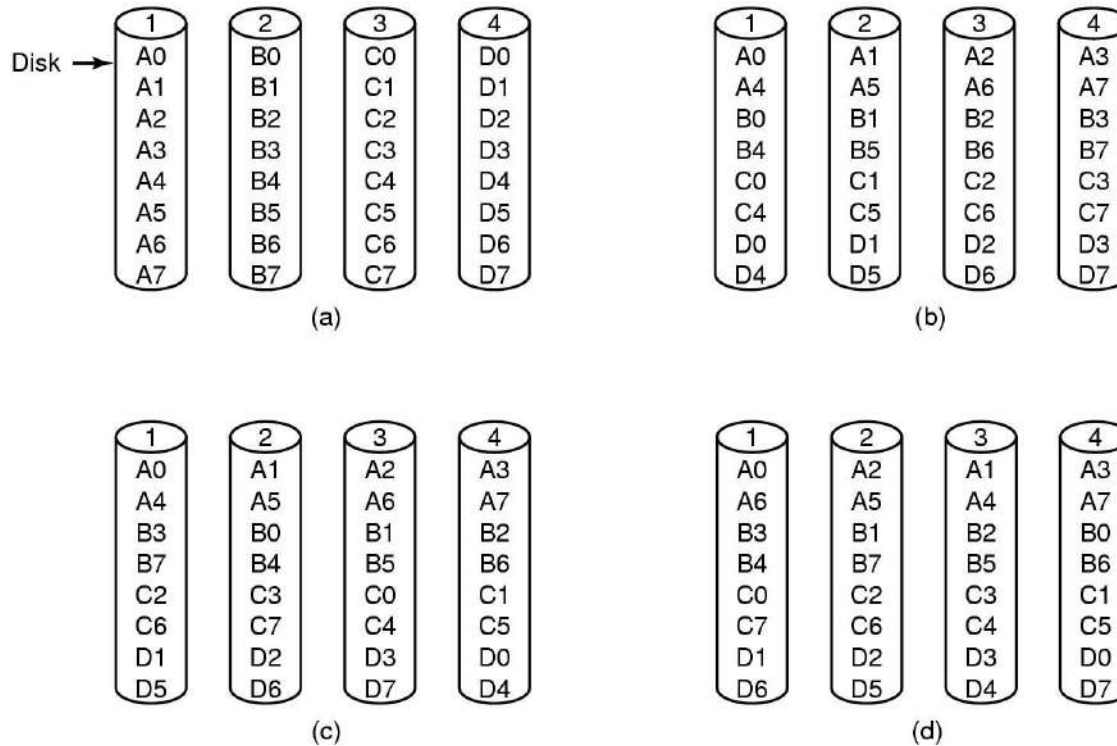 1 2 3 4 1 2 3 4
Disk A0 B0 C0 D0 A0 A1 A2 A3
A1 B1 C1 D1 A4 A5 A6 A7
A2 B2 C2 D2 B0 B1 B2 B3
A3 B3 C3 D3 B4 B5 B6 B7
A4 B4 C4 D4 C0 C1 C2 C3
A5 B5 C5 D5 C4 C5 C6 C7
A6 B6 C6 D6 D0 D1 D2 D3
A7 B7 C7 D7 D4 D5 D6 D7
(a) (b)
1 2 3 4 1 2 3 4
A0 A1 A2 A3 A0 A2 A1 A3
A4 A5 A6 A7 A6 A5 A4 A7
B3 B0 B1 B2 B3 B1 B2 B0
B7 B4 B5 B6 B4 B7 B5 B6
C2 C3 C0 C1 C0 C2 C3 C1
C6 C7 C4 C5 C7 C6 C4 C5
D1 D2 D3 D0 D1 D2 D3 D0
D5 D6 D7 D4 D6 D5 D4 D7
(c) (d)